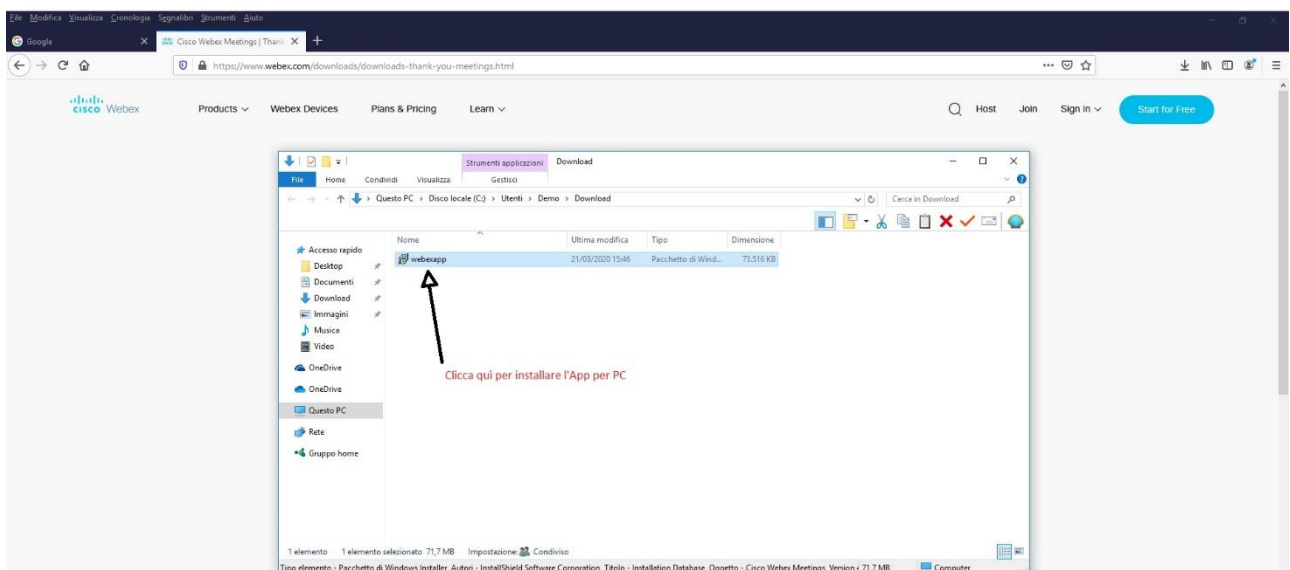 File Modifica Visualizza Cronologia Segnalibri Strumenti Aiuto
Google
Cisco Webex Meetings | Thank
https://www.webex.com/downloads/downloads-thank-you-meetings.html
CISCO Webex
Products
Webex Devices
Plans & Pricing
Learn
Host
Join
Sign in
Start for Free
Strumenti applicazioni
Download
File
Home
Condividi
Visualizza
Gestisci
Questo PC > Disco locale (C:) > Utenti > Demo > Download
Cerca in Download
Nome
Ultima modifica
Tipo
Dimensione
Accesso rapido
Desktop
Documenti
Download
Immagini
Musica
Video
OneDrive
OneDrive
Questo PC
Rete
Gruppo home
webexapp
21/03/2020 15:46
Pacchetto di Wind...
73.516 KB
Clicca quì per installare l'App per PC
1 elemento
1 elemento selezionato 71,7 MB
Impostazione: Condiviso
Tipo elemento - Pacchetto di Windows Installer, Autori - InstallShield Software Corporation, Titolo - Installation Database, Oggetto - Cisco Webex Meetings, Version
71,7 MB
Computer